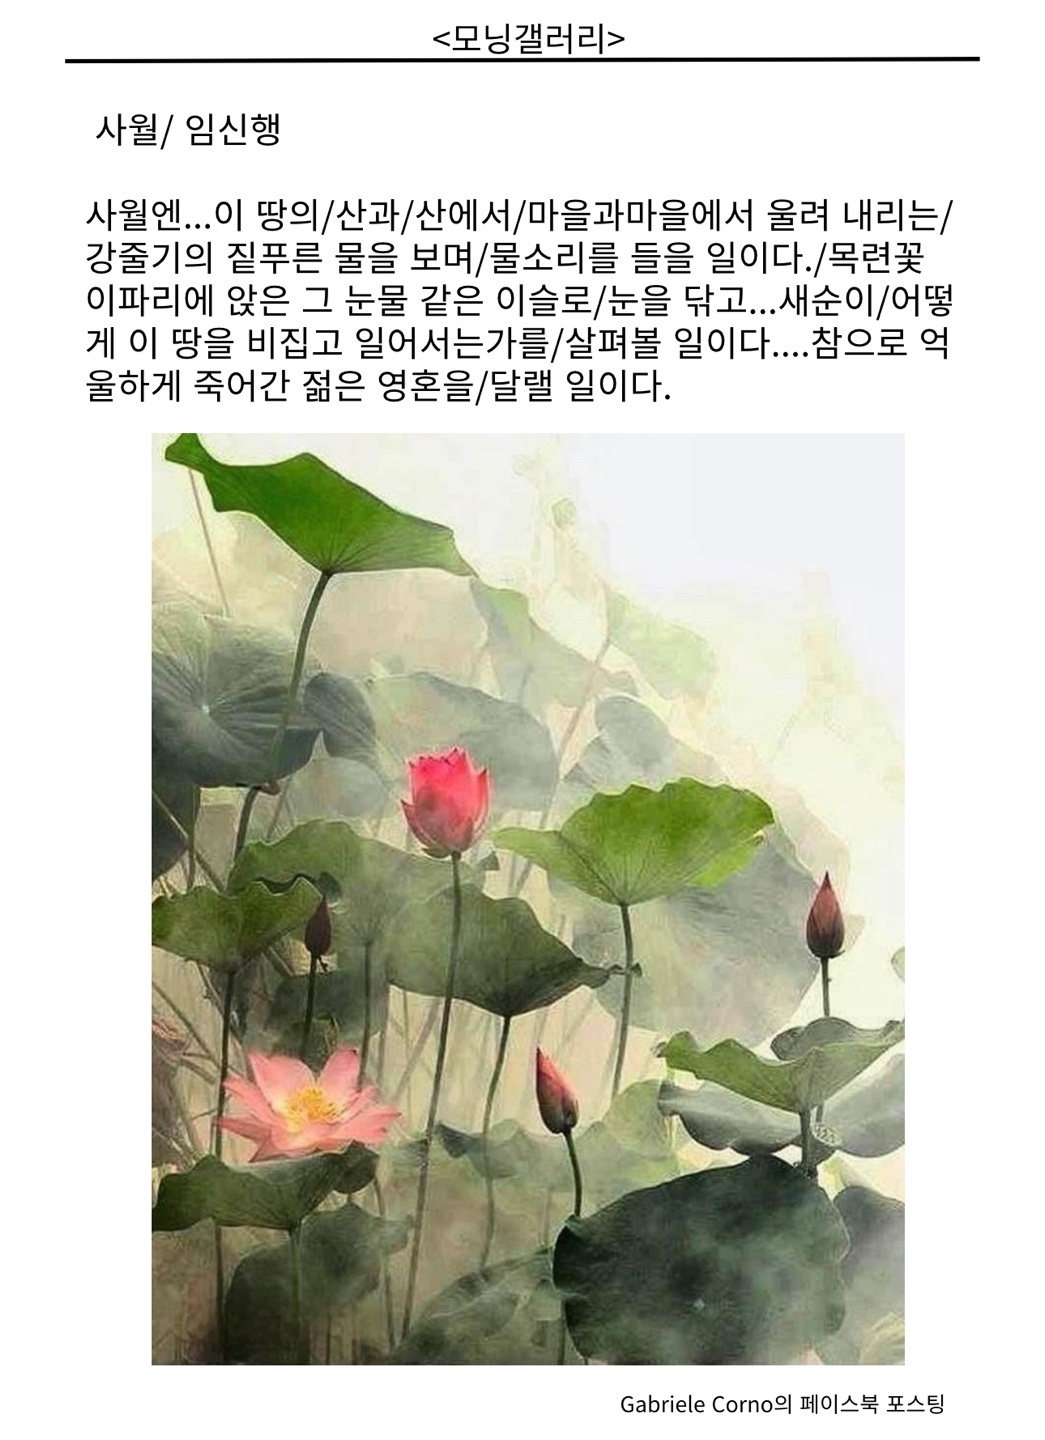 <모닝갤러리>
사월/ 임신행
사월엔...이 땅의/산과/산에서/마을과마을에서 울려 내리는/
강줄기의 짙푸른 물을 보며/물소리를 들을 일이다./목련꽃
이파리에 앉은 그 눈물 같은 이슬로/눈을 닦고...새순이/어떻
게 이 땅을 비집고 일어서는가를/살펴볼 일이다....참으로 억
울하게 죽어간 젊은 영혼을/달랠 일이다.
Gabriele Corno의 페이스북 포스팅